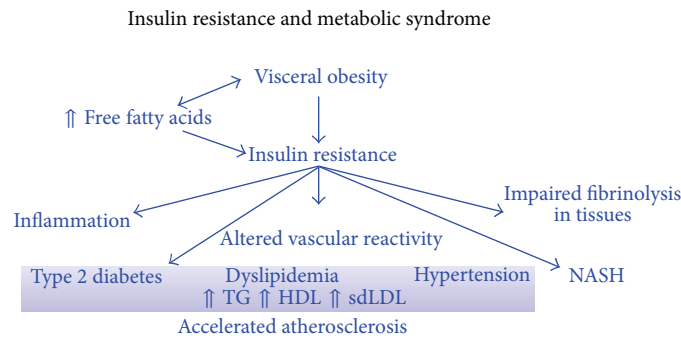 Insulin resistance and metabolic syndrome
Visceral obesity
⇑ Free fatty acids
Insulin resistance
Impaired fibrinolysis
in tissues
Inflammation
Altered vascular reactivity
Type 2 diabetes Dyslipidemia Hypertension NASH
⇑ TG ⇑ HDL ⇑ sdLDL
Accelerated atherosclerosis